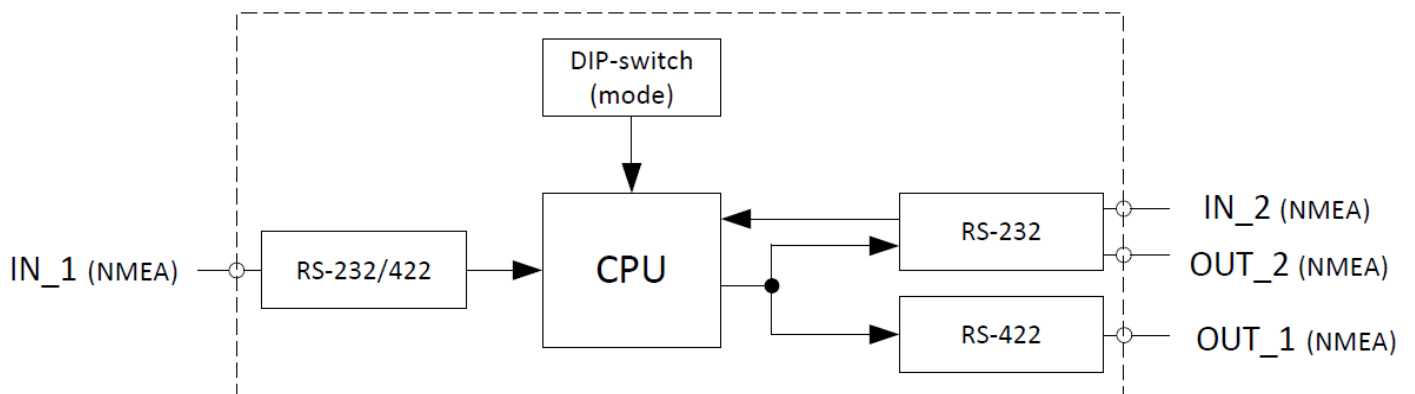 DIP-switch
(mode)
IN_1 (NMEA)
RS-232/422
CPU
RS-232
IN_2 (NMEA)
OUT_2 (NMEA)
RS-422
OUT_1 (NMEA)